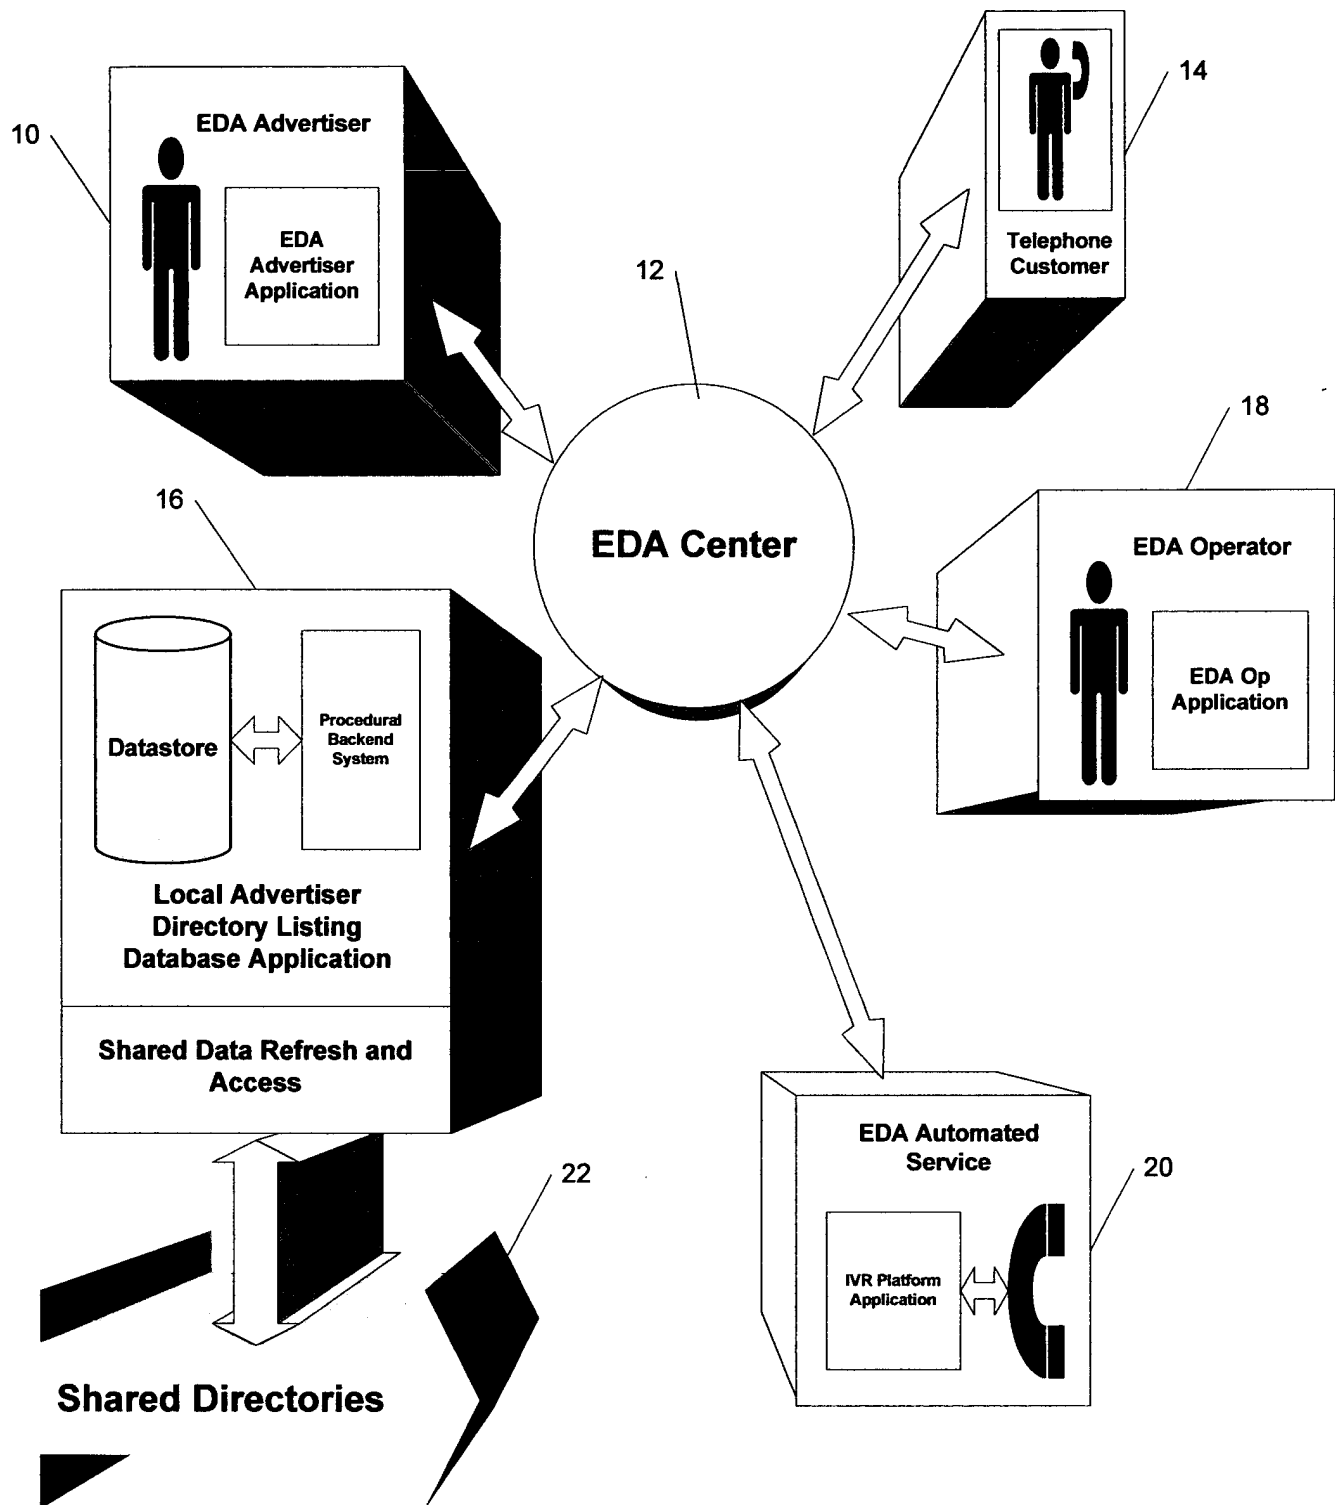 10
EDA Advertiser
EDA
Advertiser
Application
12
14
Telephone
Customer
16
EDA Center
18
EDA Operator
EDA Op
Application
Datastore
Procedural
Backend
System
Local Advertiser
Directory Listing
Database Application
Shared Data Refresh and
Access
22
EDA Automated
Service
20
IVR Platform
Application
Shared Directories